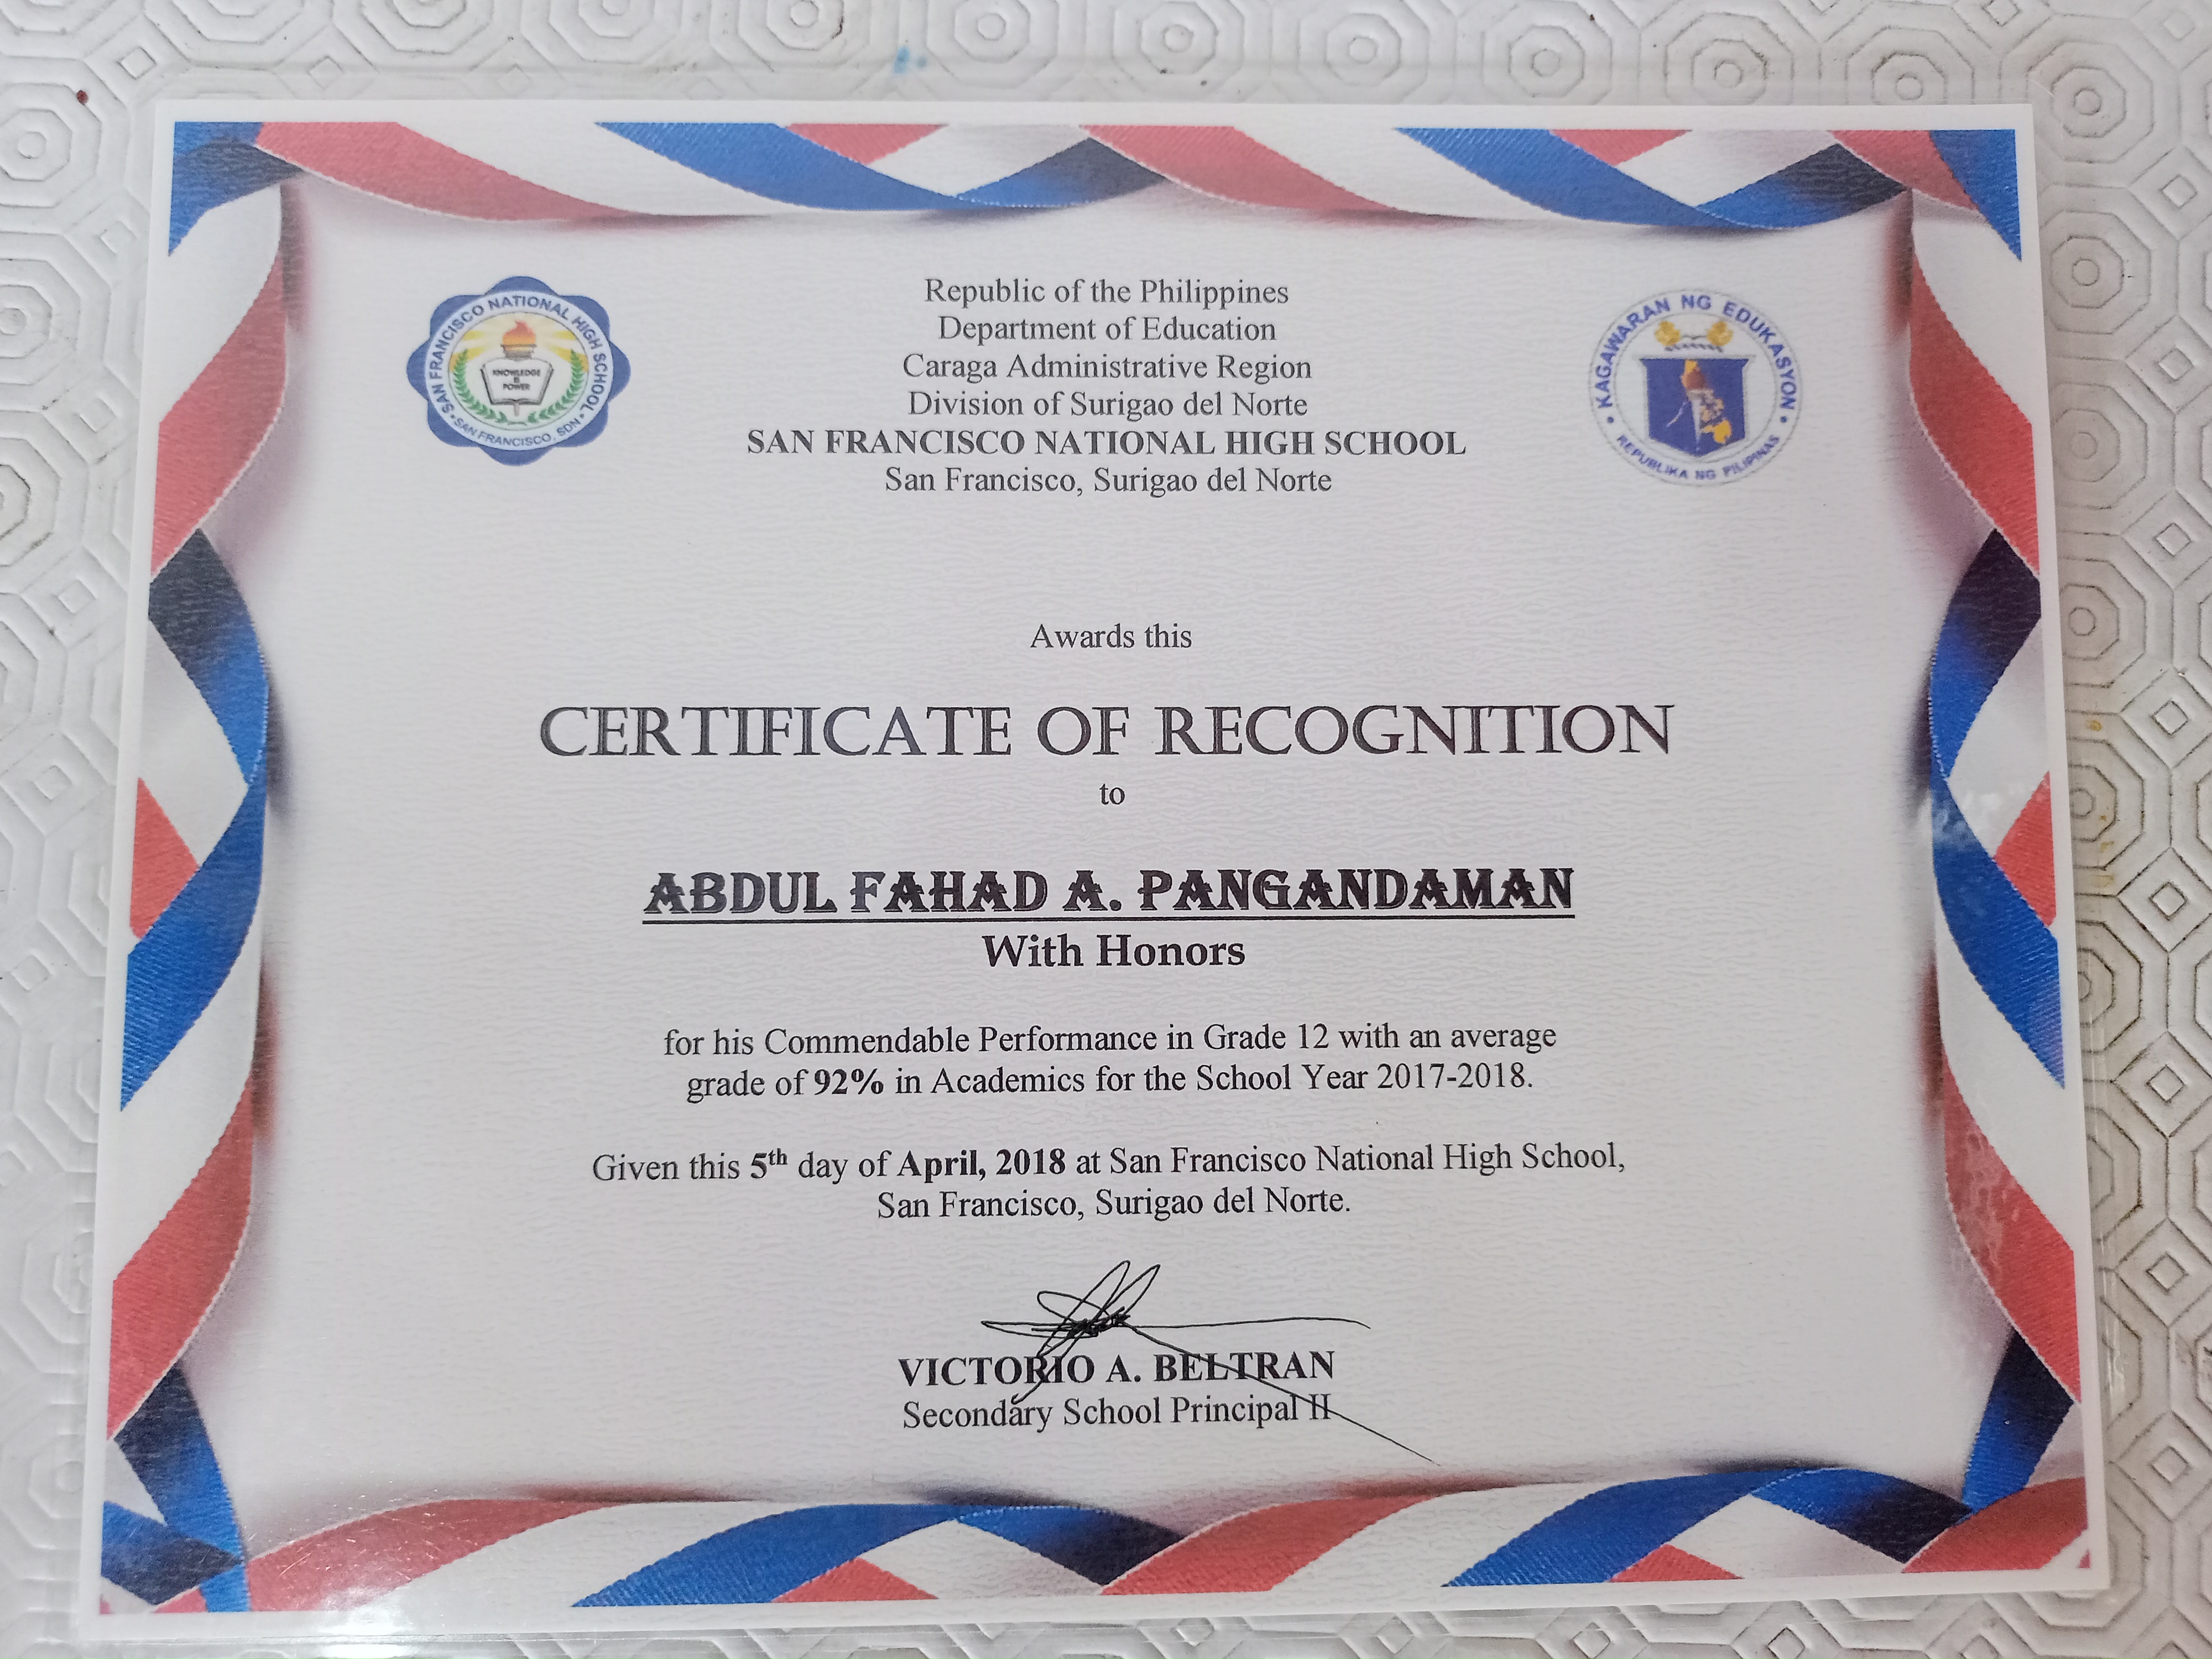 SAN FRANCISCO NATIONAL HIGH SCHOOL
KNOWLEDGE
IS
POWER
SAN FRANCISCO, SDN
Republic of the Philippines
Department of Education
Caraga Administrative Region
Division of Surigao del Norte
SAN FRANCISCO NATIONAL HIGH SCHOOL
San Francisco, Surigao del Norte
KAGAWARAN NG EDUKASYON
REPUBLIKA NG PILIPINAS
Awards this
CERTIFICATE OF RECOGNITION
to
ABDUL FAHAD A. PANGANDAMAN
With Honors
for his Commendable Performance in Grade 12 with an average
grade of 92% in Academics for the School Year 2017-2018.
Given this 5th day of April, 2018 at San Francisco National High School,
San Francisco, Surigao del Norte.
VICTORIO A. BELTRAN
Secondary School Principal II